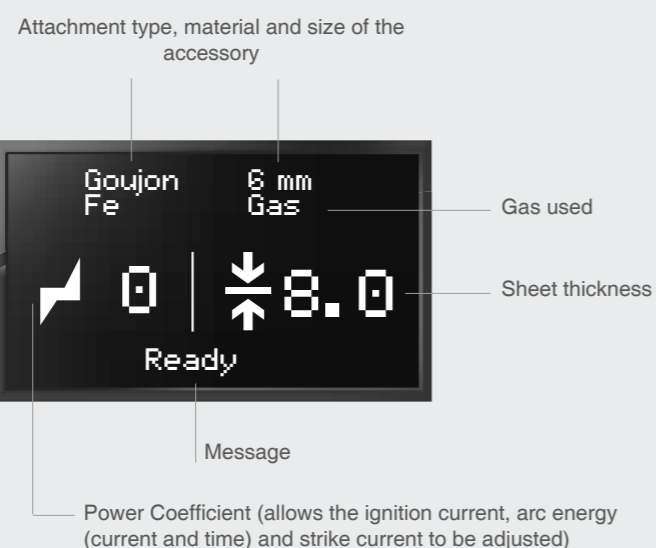 Attachment type, material and size of the
accessory
Goujon 6 mm
Fe Gas
Gas used
0 8.0
Sheet thickness
Ready
Message
Power Coefficient (allows the ignition current, arc energy
(current and time) and strike current to be adjusted)